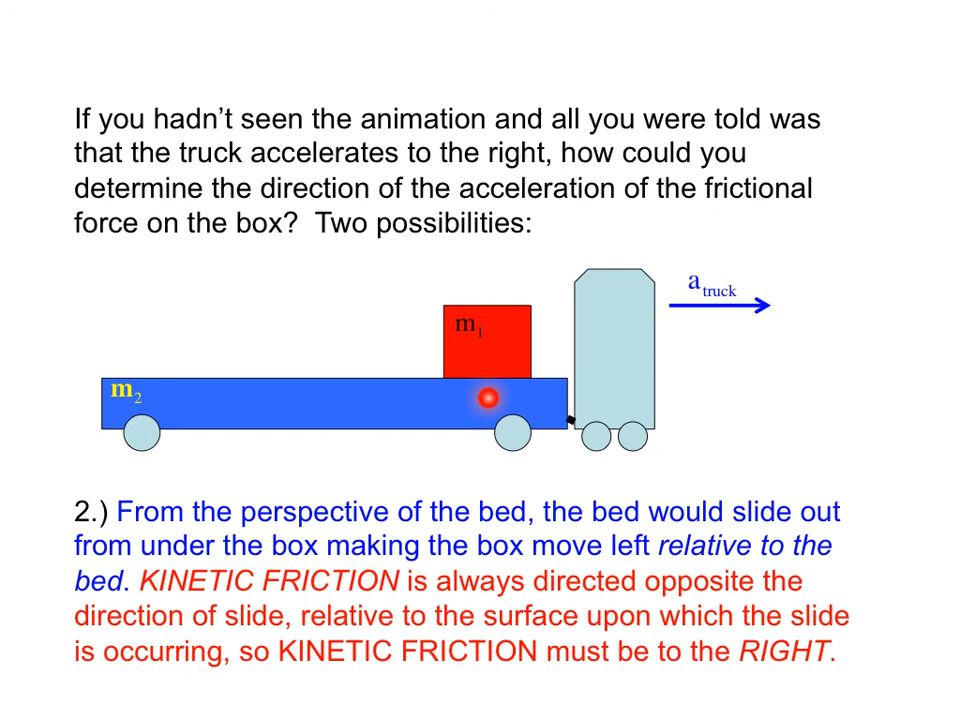 If you hadn’t seen the animation and all you were told was
that the truck accelerates to the right, how could you
determine the direction of the acceleration of the frictional
force on the box?  Two possibilities:
a truck
m1
m2
2.) From the perspective of the bed, the bed would slide out
from under the box making the box move left relative to the
bed. KINETIC FRICTION is always directed opposite the
direction of slide, relative to the surface upon which the slide
is occurring, so KINETIC FRICTION must be to the RIGHT.